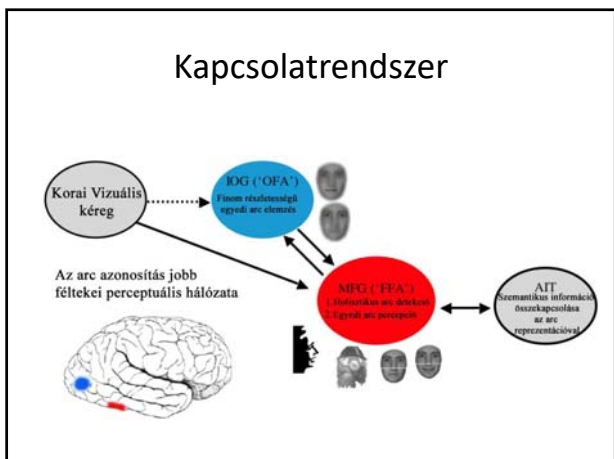 Kapcsolatrendszer
Korai Vizuális
kéreg
IOG ('OFA')
Finom részletességű
egyedi arc elemzés
Az arc azonosítás jobb
féltekei perceptuális hálózata
MFG ('FFA')
1.Holisztikus arc detekció
2.Egyedi arc percepció
AIT
Szemantikus információ
összekapcsolása
az arc
reprezentációval